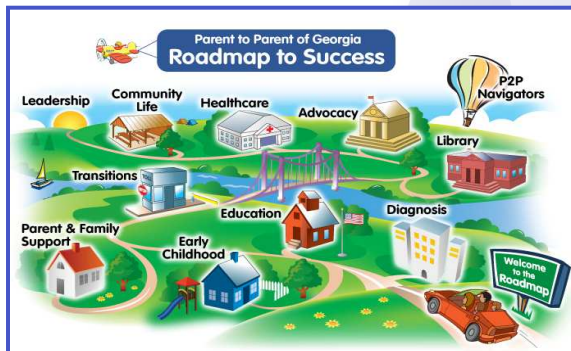 Parent to Parent of Georgia
Roadmap to Success
P2P
Navigators
Leadership
Community
Life
Healthcare
Advocacy
Library
Transitions
Education
Diagnosis
Parent & Family
Support
Early
Childhood
Welcome
to the
Roadmap